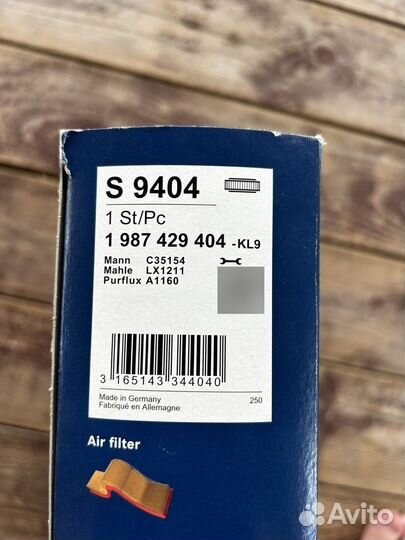 S 9404
1 St/Pc
1 987 429 404 -KL9
Mann C35154
Mahle LX1211
Purflux A1160
3 165143 344040
Made in Germany
Fabriqué en Allemagne
250
Air filter
Avito